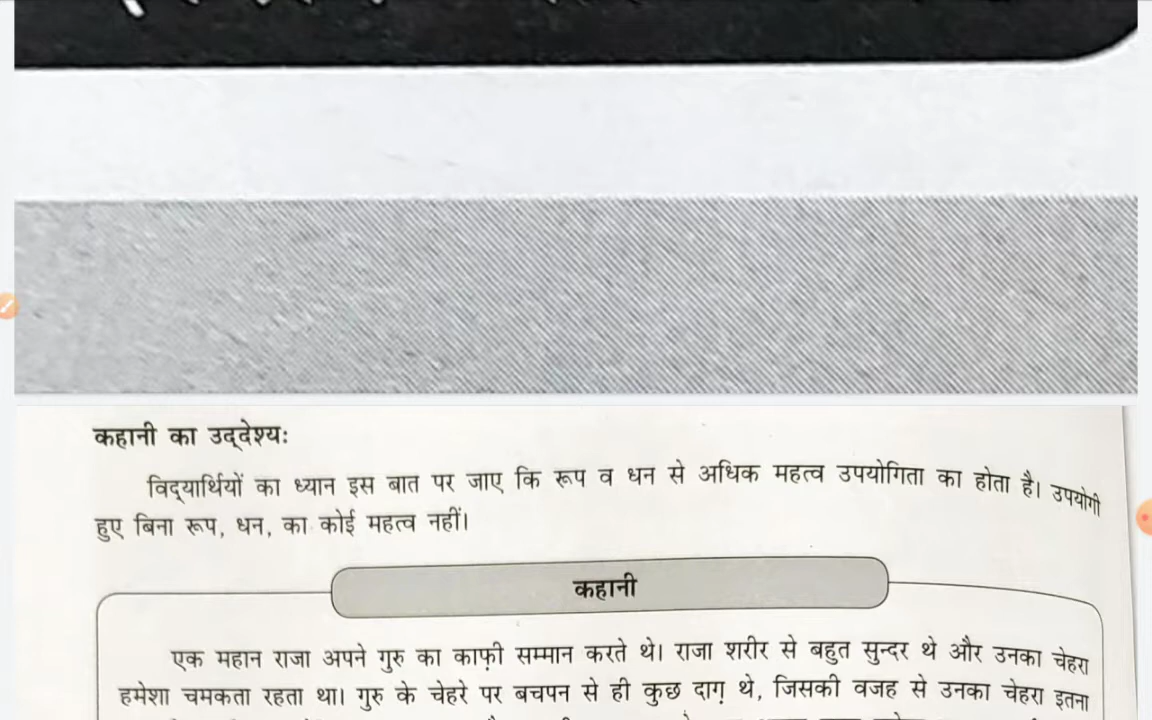 कहानी का उद्देश्यः
विद्यार्थियों का ध्यान इस बात पर जाए कि रूप व धन से अधिक महत्व उपयोगिता का होता है। उपयोगी
हुए बिना रूप, धन, का कोई महत्व नहीं।
कहानी
एक महान राजा अपने गुरु का काफ़ी सम्मान करते थे। राजा शरीर से बहुत सुन्दर थे और उनका चेहरा
हमेशा चमकता रहता था। गुरु के चेहरे पर बचपन से ही कुछ दाग़ थे, जिसकी वजह से उनका चेहरा इतना